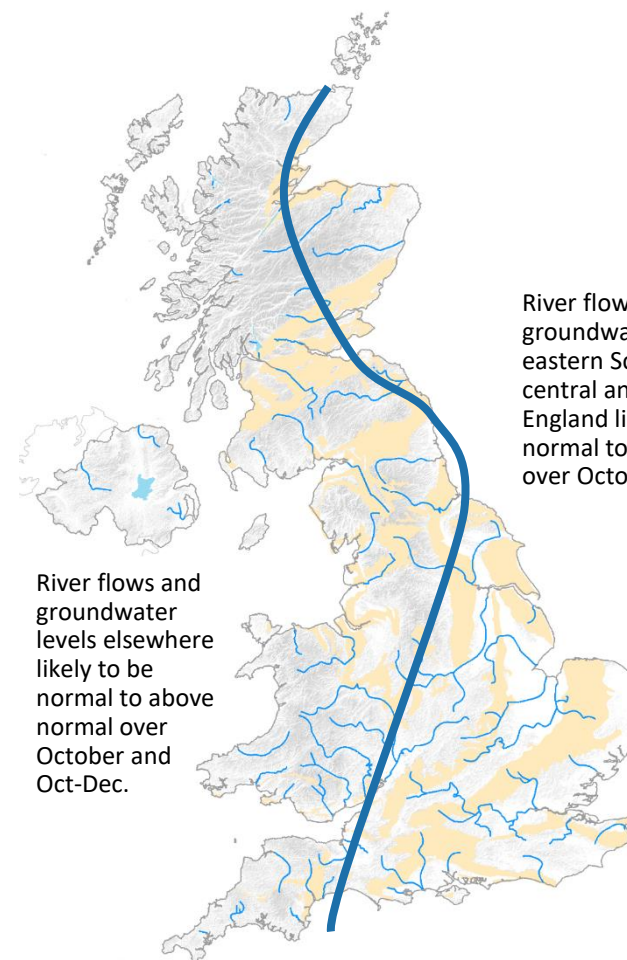 River flow
groundwa
eastern Sc
central an
England li
normal to
over Octo
River flows and
groundwater
levels elsewhere
likely to be
normal to above
normal over
October and
Oct-Dec.